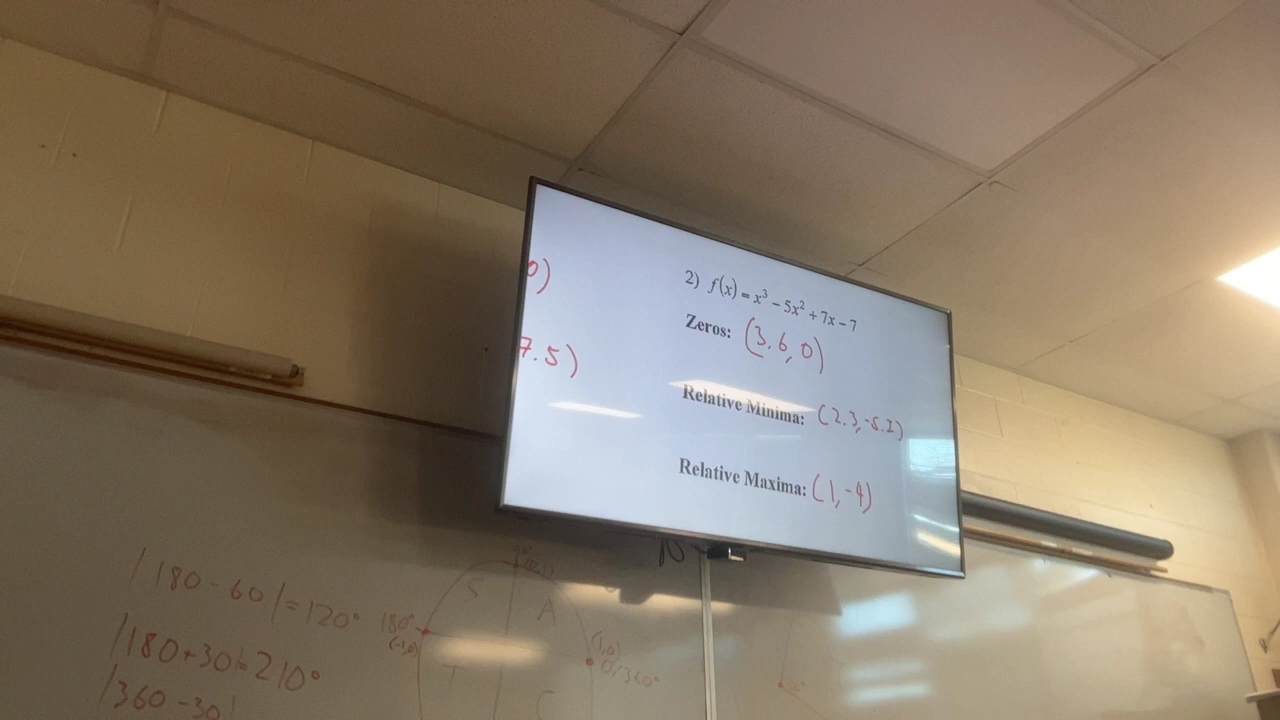 0)
7.5)
2) f(x) = x³ – 5x² + 7x – 7
Zeros: (3.6, 0)
Relative Minima: (2.3, -5.2)
Relative Maxima: (1, -4)
|180 - 60| = 120°
|180 + 30| = 210°
|360 - 30|
S
A
T
C
180°
(-1,0)
(1,0)
0/360°